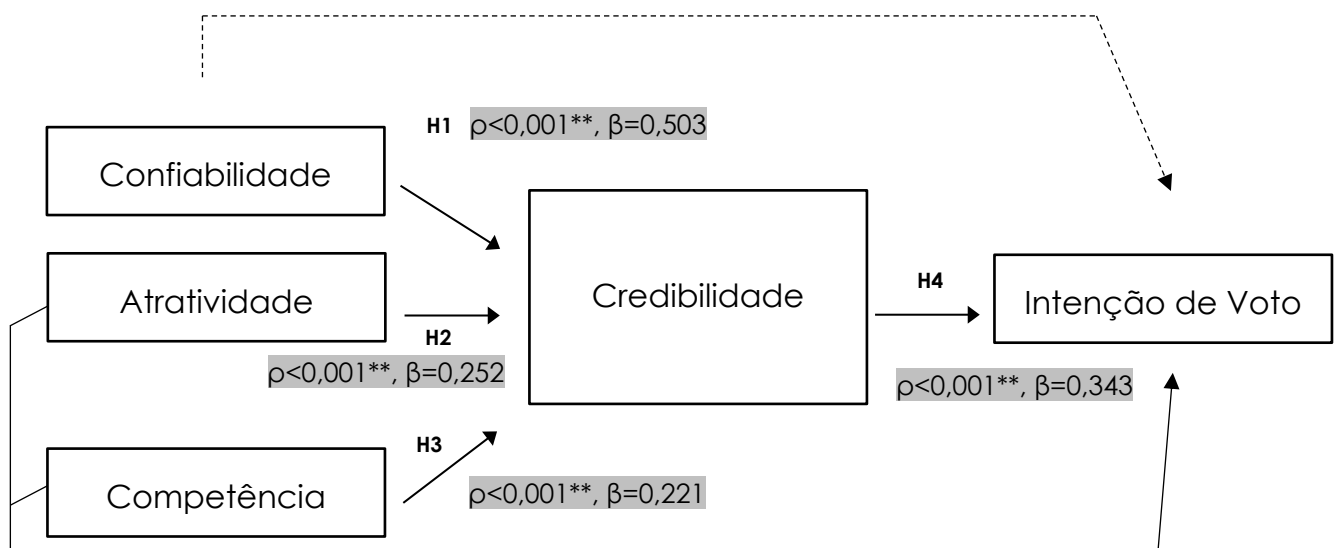 H1 ρ<0,001**, β=0,503
Confiabilidade
Atratividade
H2
ρ<0,001**, β=0,252
Credibilidade
H4
Intenção de Voto
ρ<0,001**, β=0,343
H3
Competência
ρ<0,001**, β=0,221